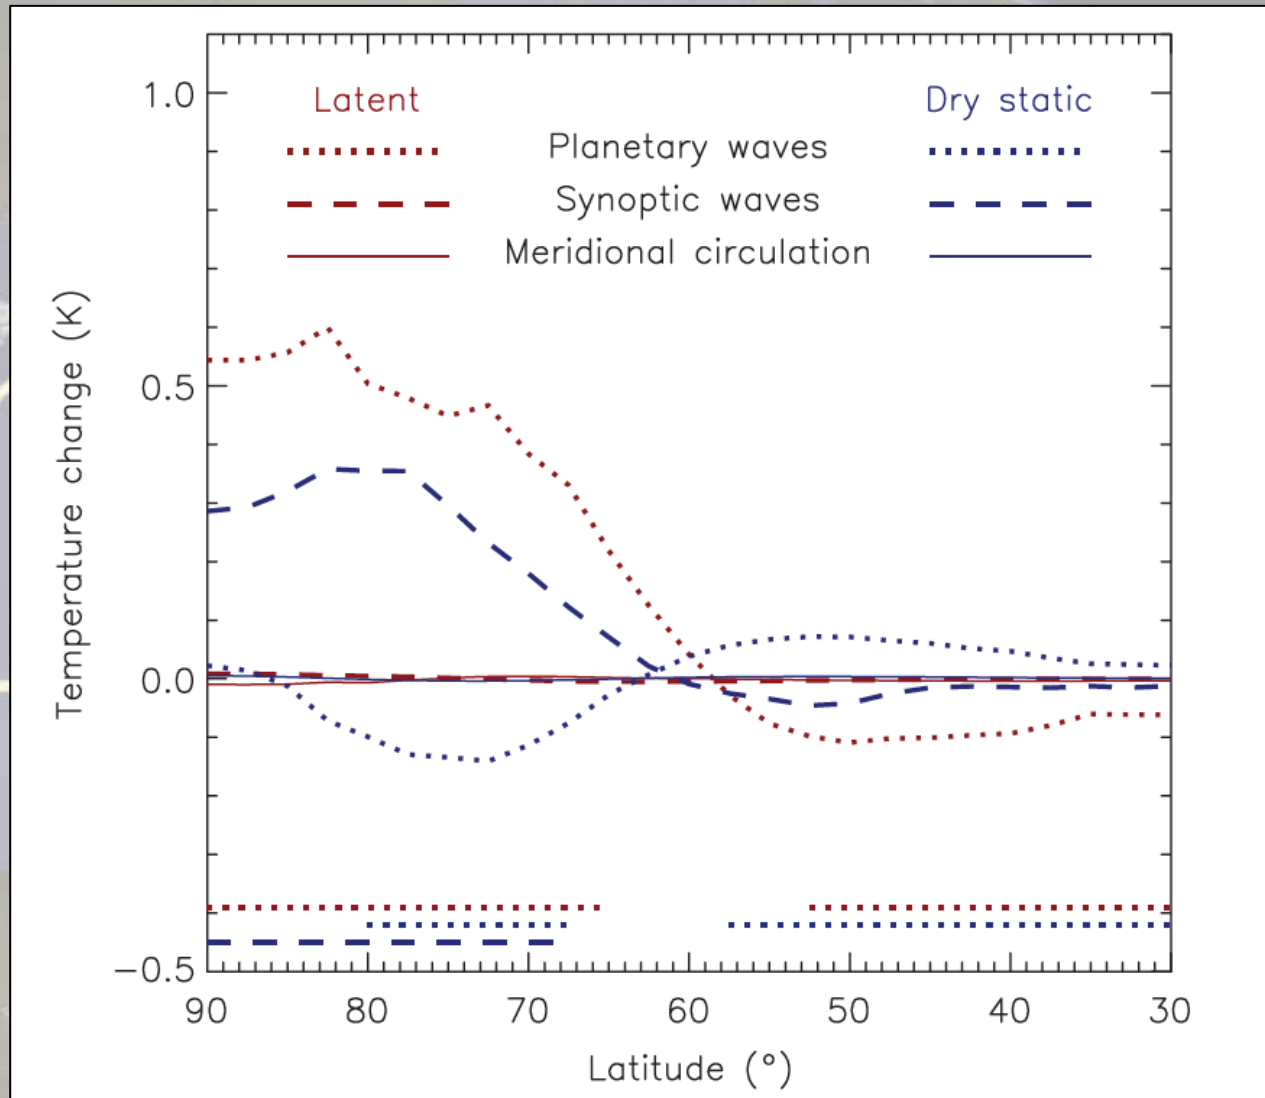 1.0
Latent
Dry static
Planetary waves
Synoptic waves
Meridional circulation
0.5
0.0
−0.5
Temperature change (K)
90 80 70 60 50 40 30
Latitude (°)